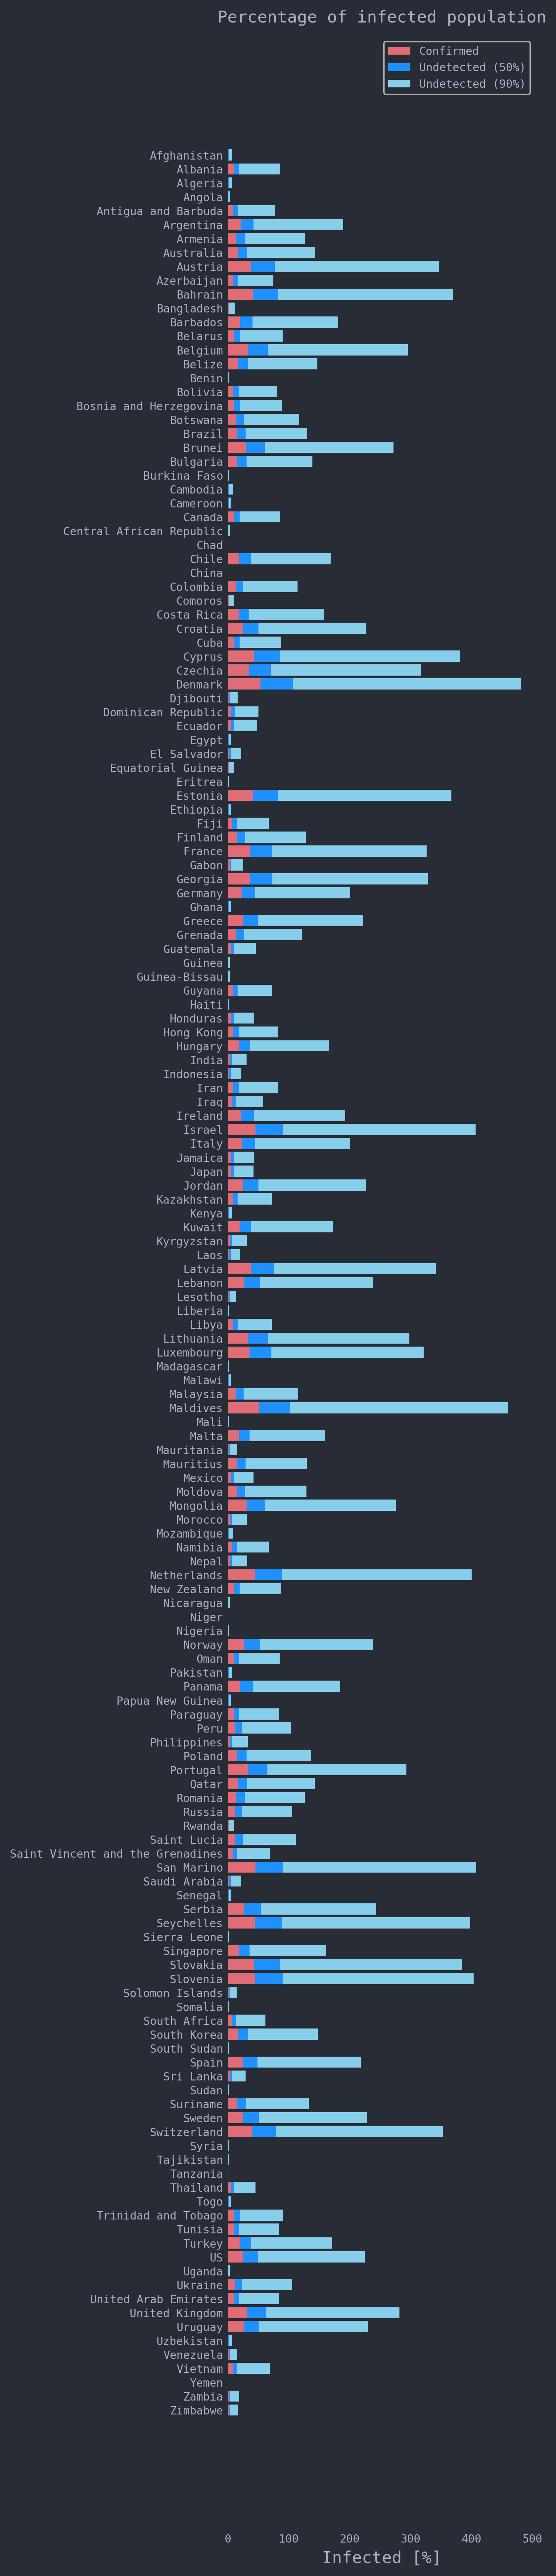 Percentage of infected population
Confirmed
Undetected (50%)
Undetected (90%)
Afghanistan
Albania
Algeria
Angola
Antigua and Barbuda
Argentina
Armenia
Australia
Austria
Azerbaijan
Bahrain
Bangladesh
Barbados
Belarus
Belgium
Belize
Benin
Bolivia
Bosnia and Herzegovina
Botswana
Brazil
Brunei
Bulgaria
Burkina Faso
Cambodia
Cameroon
Canada
Central African Republic
Chad
Chile
China
Colombia
Comoros
Costa Rica
Croatia
Cuba
Cyprus
Czechia
Denmark
Djibouti
Dominican Republic
Ecuador
Egypt
El Salvador
Equatorial Guinea
Eritrea
Estonia
Ethiopia
Fiji
Finland
France
Gabon
Georgia
Germany
Ghana
Greece
Grenada
Guatemala
Guinea
Guinea-Bissau
Guyana
Haiti
Honduras
Hong Kong
Hungary
India
Indonesia
Iran
Iraq
Ireland
Israel
Italy
Jamaica
Japan
Jordan
Kazakhstan
Kenya
Kuwait
Kyrgyzstan
Laos
Latvia
Lebanon
Lesotho
Liberia
Libya
Lithuania
Luxembourg
Madagascar
Malawi
Malaysia
Maldives
Mali
Malta
Mauritania
Mauritius
Mexico
Moldova
Mongolia
Morocco
Mozambique
Namibia
Nepal
Netherlands
New Zealand
Nicaragua
Niger
Nigeria
Norway
Oman
Pakistan
Panama
Papua New Guinea
Paraguay
Peru
Philippines
Poland
Portugal
Qatar
Romania
Russia
Rwanda
Saint Lucia
Saint Vincent and the Grenadines
San Marino
Saudi Arabia
Senegal
Serbia
Seychelles
Sierra Leone
Singapore
Slovakia
Slovenia
Solomon Islands
Somalia
South Africa
South Korea
South Sudan
Spain
Sri Lanka
Sudan
Suriname
Sweden
Switzerland
Syria
Tajikistan
Tanzania
Thailand
Togo
Trinidad and Tobago
Tunisia
Turkey
US
Uganda
Ukraine
United Arab Emirates
United Kingdom
Uruguay
Uzbekistan
Venezuela
Vietnam
Yemen
Zambia
Zimbabwe
0 100 200 300 400 500
Infected [%]